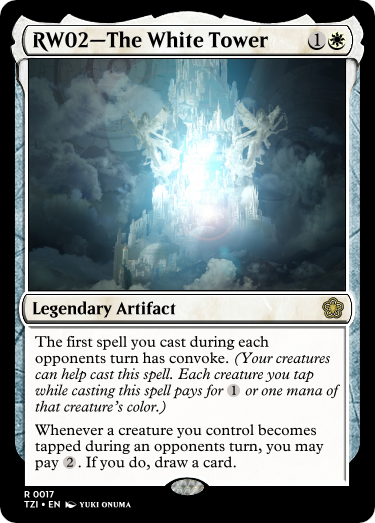 RW02–The White Tower 1
Legendary Artifact
The first spell you cast during each
opponents turn has convoke. (Your creatures
can help cast this spell. Each creature you tap
while casting this spell pays for 1 or one mana of
that creature's color.)
Whenever a creature you control becomes
tapped during an opponents turn, you may
pay 2. If you do, draw a card.
R 0017
TZI • EN YUKI ONUMA